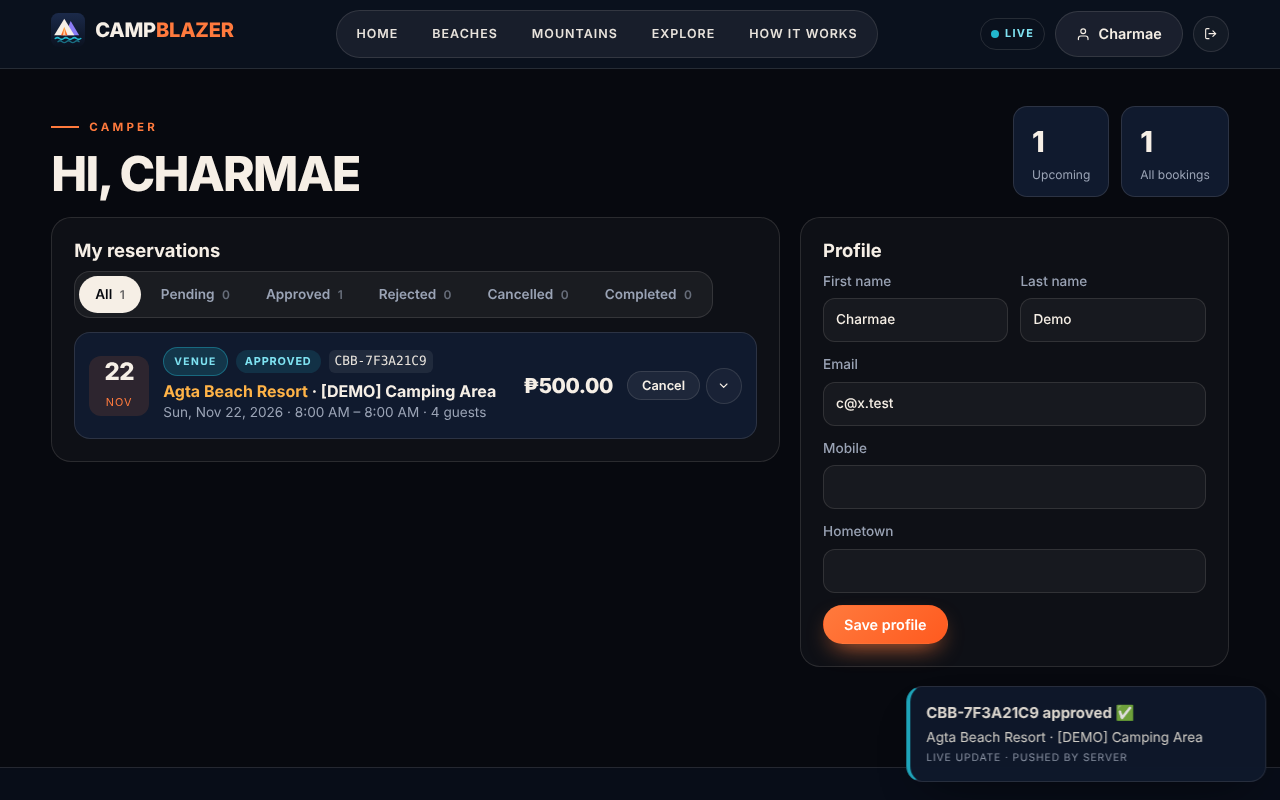 CAMPBLAZER
HOME BEACHES MOUNTAINS EXPLORE HOW IT WORKS
LIVE
Charmae
CAMPER
HI, CHARMAE
1
Upcoming
1
All bookings
My reservations
All 1 Pending 0 Approved 1 Rejected 0 Cancelled 0 Completed 0
22
NOV
VENUE APPROVED CBB-7F3A21C9
Agta Beach Resort · [DEMO] Camping Area
Sun, Nov 22, 2026 · 8:00 AM – 8:00 AM · 4 guests
₱500.00
Cancel
Profile
First name Last name
Charmae Demo
Email
c@x.test
Mobile
Hometown
Save profile
CBB-7F3A21C9 approved ✅
Agta Beach Resort · [DEMO] Camping Area
LIVE UPDATE · PUSHED BY SERVER